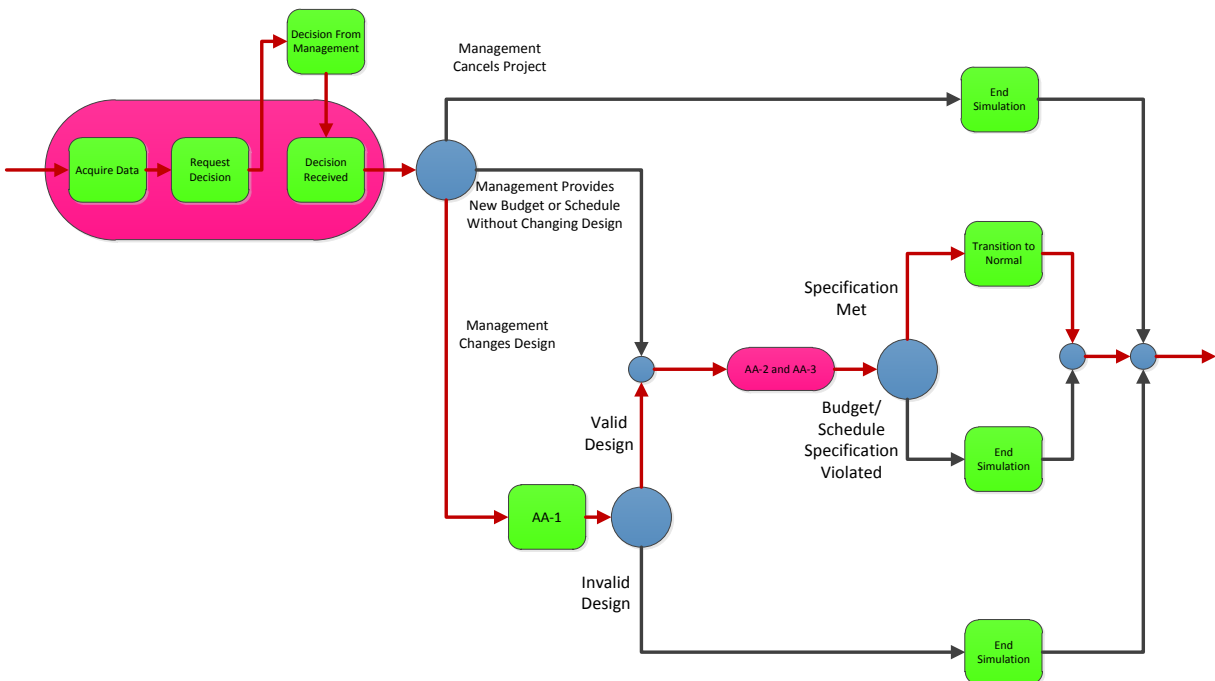 Decision From
Management
Management
Cancels Project
End
Simulation
Acquire Data
Request
Decision
Decision
Received
Management Provides
New Budget or Schedule
Without Changing Design
Transition to
Normal
Specification
Met
Management
Changes Design
AA-2 and AA-3
Budget/
Schedule
Specification
Violated
Valid
Design
End
Simulation
AA-1
Invalid
Design
End
Simulation